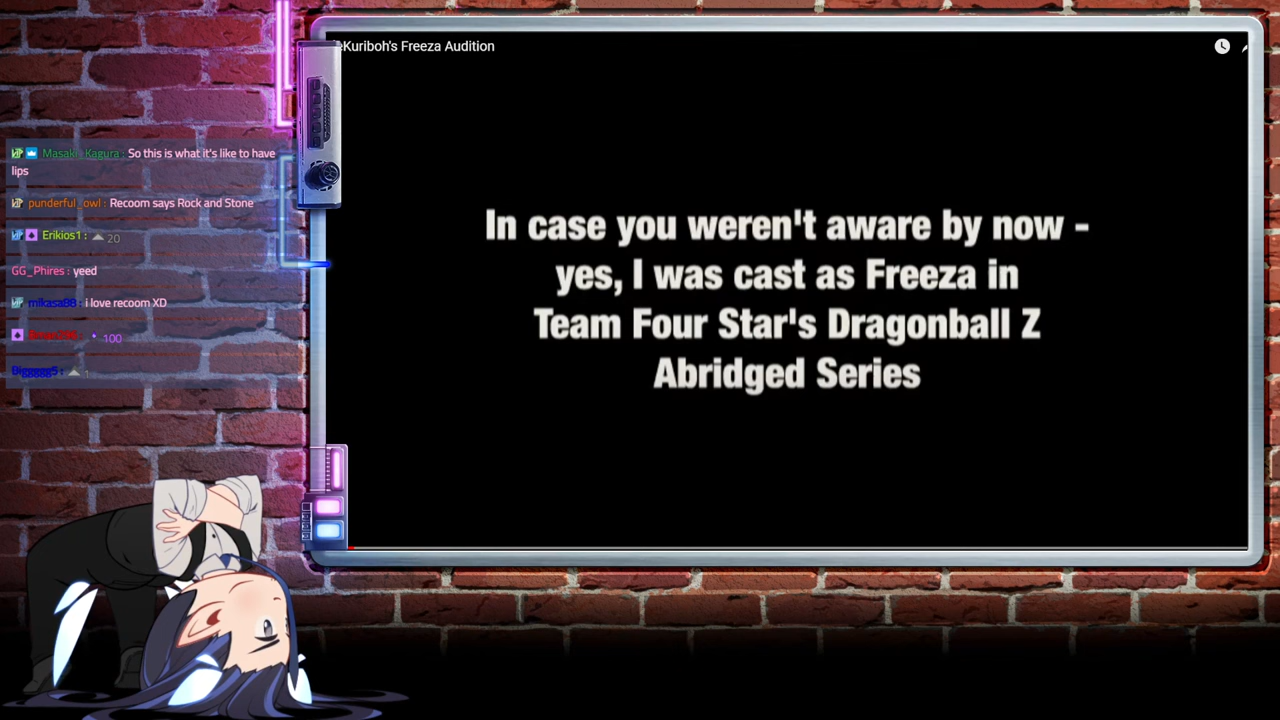 eKuriboh's Freeza Audition
Masaki_Kagura: So this is what it's like to have
lips
punderful_owl: Recoom says Rock and Stone
Erikios1: 20
GG_Phires: yeed
mikasa88: i love recoom XD
100
1
In case you weren't aware by now -
yes, I was cast as Freeza in
Team Four Star's Dragonball Z
Abridged Series